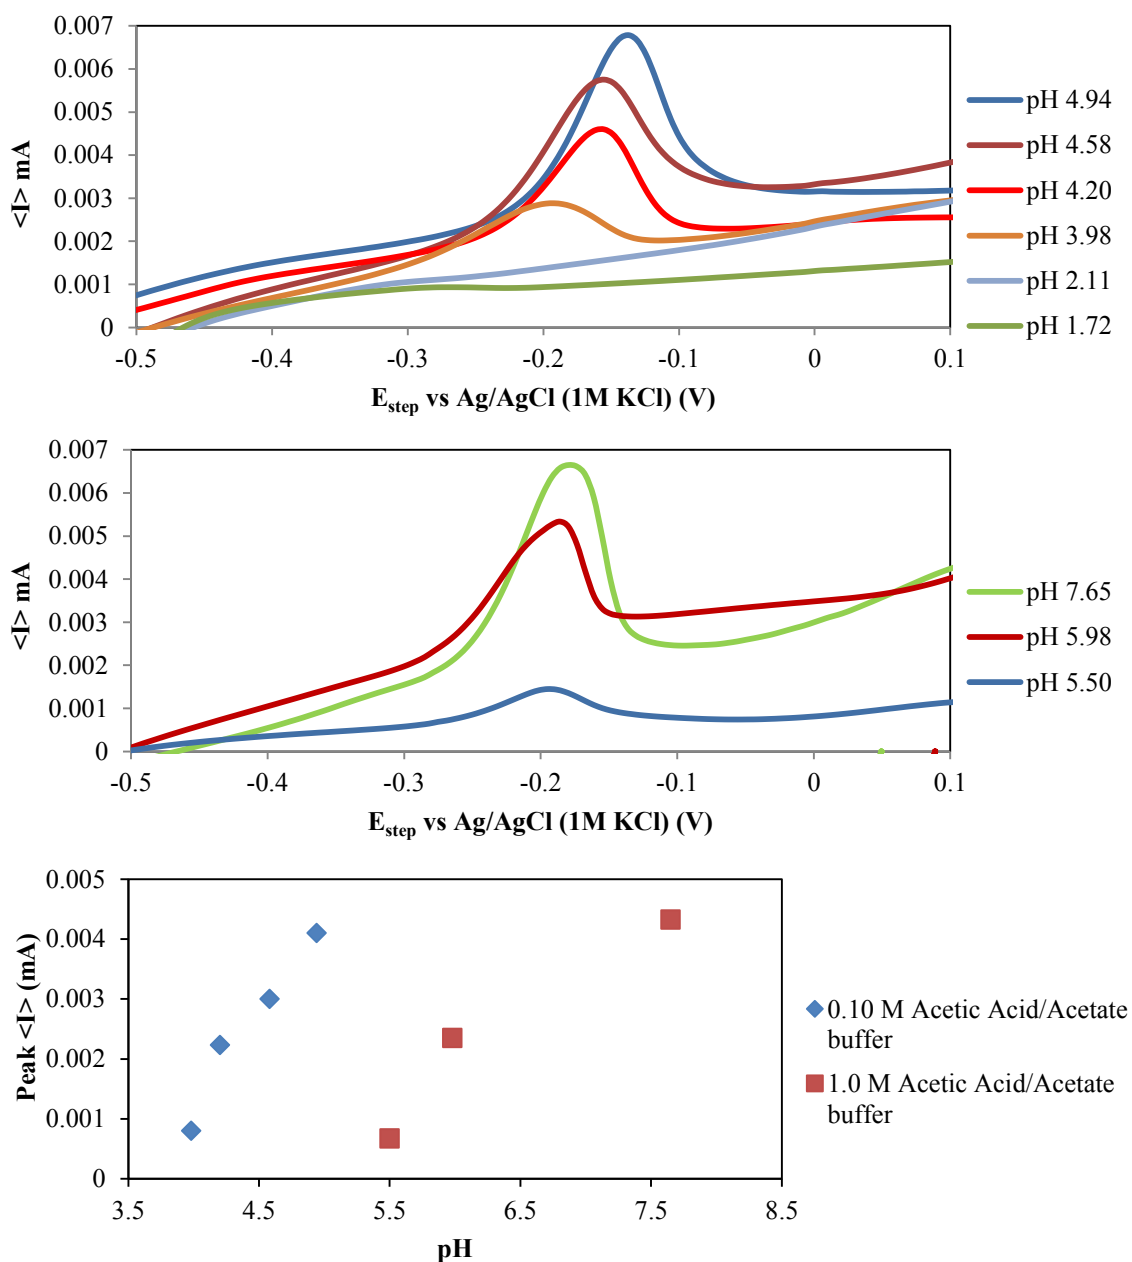 0.007
0.006
0.005
0.004
0.003
0.002
0.001
0
<I> mA
-0.5
-0.4
-0.3
-0.2
-0.1
0
0.1
E_step vs Ag/AgCl (1M KCl) (V)
pH 4.94
pH 4.58
pH 4.20
pH 3.98
pH 2.11
pH 1.72
0.007
0.006
0.005
0.004
0.003
0.002
0.001
0
<I> mA
-0.5
-0.4
-0.3
-0.2
-0.1
0
0.1
E_step vs Ag/AgCl (1M KCl) (V)
pH 7.65
pH 5.98
pH 5.50
0.005
0.004
0.003
0.002
0.001
0
Peak <I> (mA)
3.5
4.5
5.5
6.5
7.5
8.5
pH
0.10 M Acetic Acid/Acetate
buffer
1.0 M Acetic Acid/Acetate
buffer